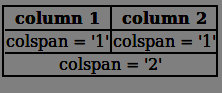 column 1 column 2
colspan = '1' colspan = '1'
colspan = '2'